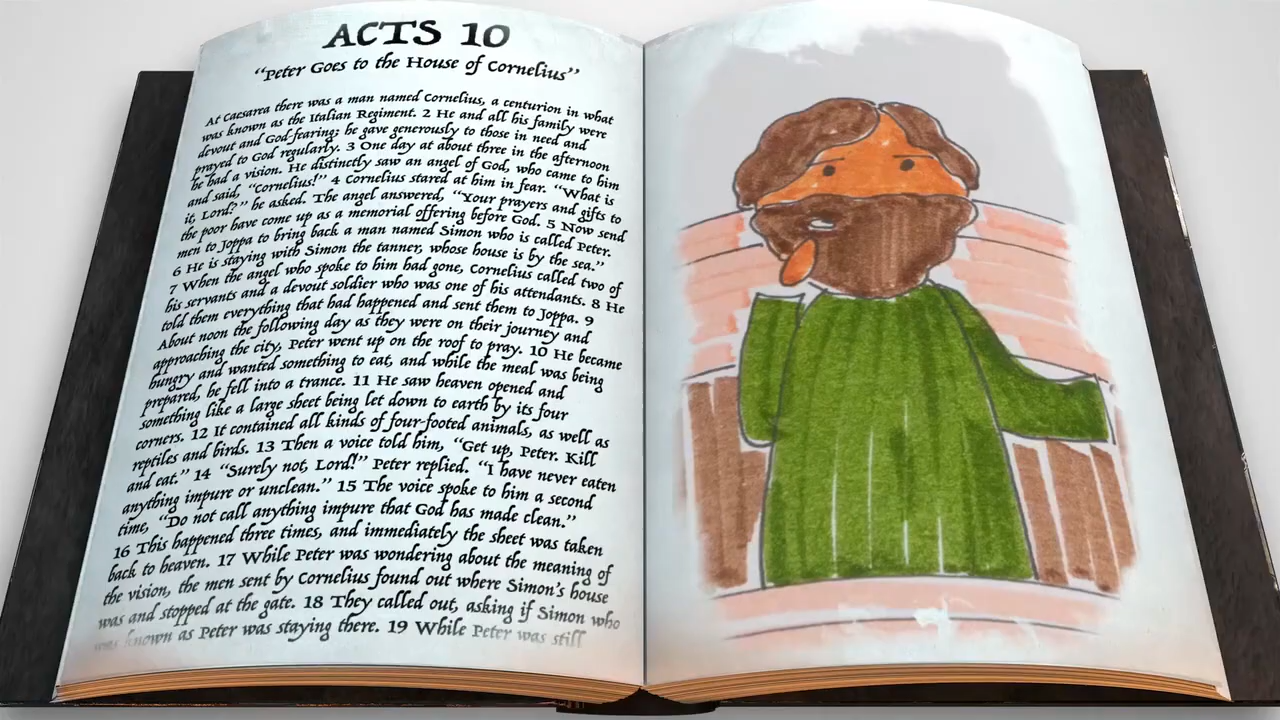 ACTS 10
“Peter Goes to the House of Cornelius”
At Caesarea there was a man named Cornelius, a centurion in what
was known as the Italian Regiment. 2 He and all his family were
devout and God-fearing; he gave generously to those in need and
prayed to God regularly. 3 One day at about three in the afternoon
he had a vision. He distinctly saw an angel of God, who came to him
and said, “Cornelius!” 4 Cornelius stared at him in fear. “What is
it, Lord?” he asked. The angel answered, “Your prayers and gifts to
the poor have come up as a memorial offering before God. 5 Now send
men to Joppa to bring back a man named Simon who is called Peter.
6 He is staying with Simon the tanner, whose house is by the sea.”
7 When the angel who spoke to him had gone, Cornelius called two of
his servants and a devout soldier who was one of his attendants. 8 He
told them everything that had happened and sent them to Joppa. 9
About noon the following day as they were on their journey and
approaching the city, Peter went up on the roof to pray. 10 He became
hungry and wanted something to eat, and while the meal was being
prepared, he fell into a trance. 11 He saw heaven opened and
something like a large sheet being let down to earth by its four
corners. 12 It contained all kinds of four-footed animals, as well as
reptiles and birds. 13 Then a voice told him, “Get up, Peter. Kill
and eat.” 14 “Surely not, Lord!” Peter replied. “I have never eaten
anything impure or unclean.” 15 The voice spoke to him a second
time, “Do not call anything impure that God has made clean.”
16 This happened three times, and immediately the sheet was taken
back to heaven. 17 While Peter was wondering about the meaning of
the vision, the men sent by Cornelius found out where Simon’s house
was and stopped at the gate. 18 They called out, asking if Simon who
was known as Peter was staying there. 19 While Peter was still